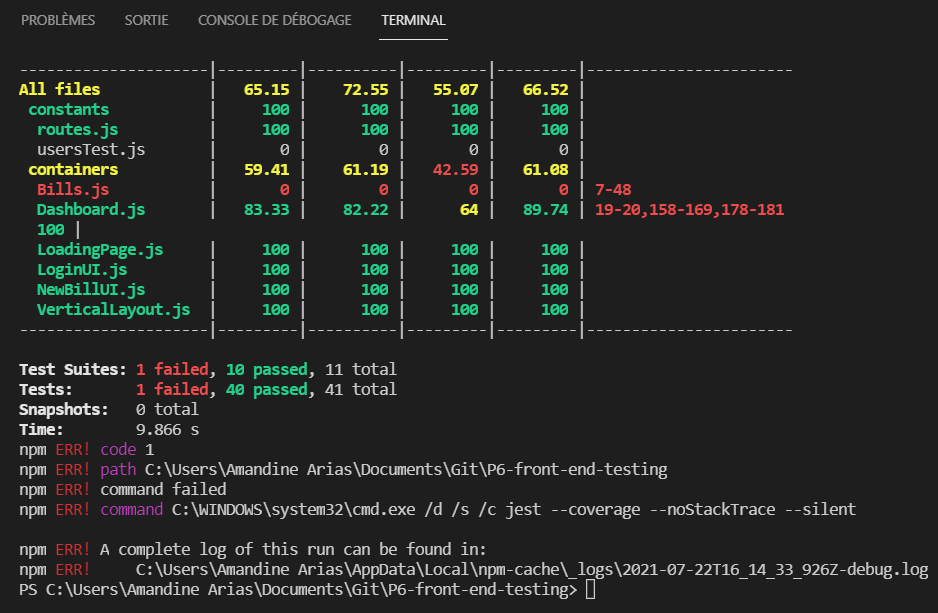 PROBLÈMES SORTIE CONSOLE DE DÉBOGAGE TERMINAL
---------------------|---------|----------|---------|---------|-----------------------
All files            |   65.15 |    72.55 |   55.07 |   66.52 |
 constants           |     100 |      100 |     100 |     100 |
  routes.js          |     100 |      100 |     100 |     100 |
  usersTest.js       |       0 |        0 |       0 |       0 |
 containers          |   59.41 |    61.19 |   42.59 |   61.08 |
  Bills.js           |       0 |        0 |       0 |       0 | 7-48
  Dashboard.js       |   83.33 |    82.22 |      64 |   89.74 | 19-20,158-169,178-181
  100 |
  LoadingPage.js     |     100 |      100 |     100 |     100 |
  LoginUI.js         |     100 |      100 |     100 |     100 |
  NewBillUI.js       |     100 |      100 |     100 |     100 |
  VerticalLayout.js  |     100 |      100 |     100 |     100 |
---------------------|---------|----------|---------|---------|-----------------------
Test Suites: 1 failed, 10 passed, 11 total
Tests:       1 failed, 40 passed, 41 total
Snapshots:   0 total
Time:        9.866 s
npm ERR! code 1
npm ERR! path C:\Users\Amandine Arias\Documents\Git\P6-front-end-testing
npm ERR! command failed
npm ERR! command C:\WINDOWS\system32\cmd.exe /d /s /c jest --coverage --noStackTrace --silent
npm ERR! A complete log of this run can be found in:
npm ERR!     C:\Users\Amandine Arias\AppData\Local\npm-cache\_logs\2021-07-22T16_14_33_926Z-debug.log
PS C:\Users\Amandine Arias\Documents\Git\P6-front-end-testing>